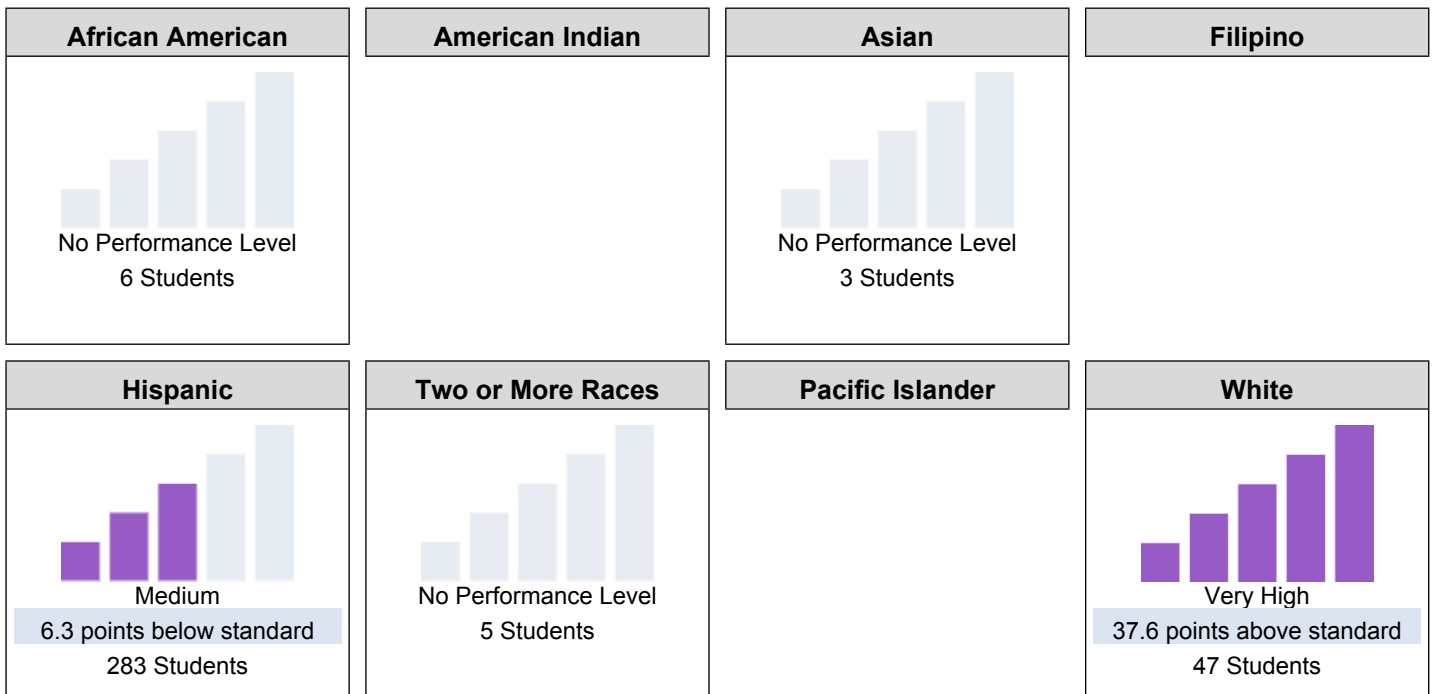 African American
American Indian
Asian
Filipino
No Performance Level
6 Students
No Performance Level
3 Students
Hispanic
Two or More Races
Pacific Islander
White
Medium
6.3 points below standard
283 Students
No Performance Level
5 Students
Very High
37.6 points above standard
47 Students